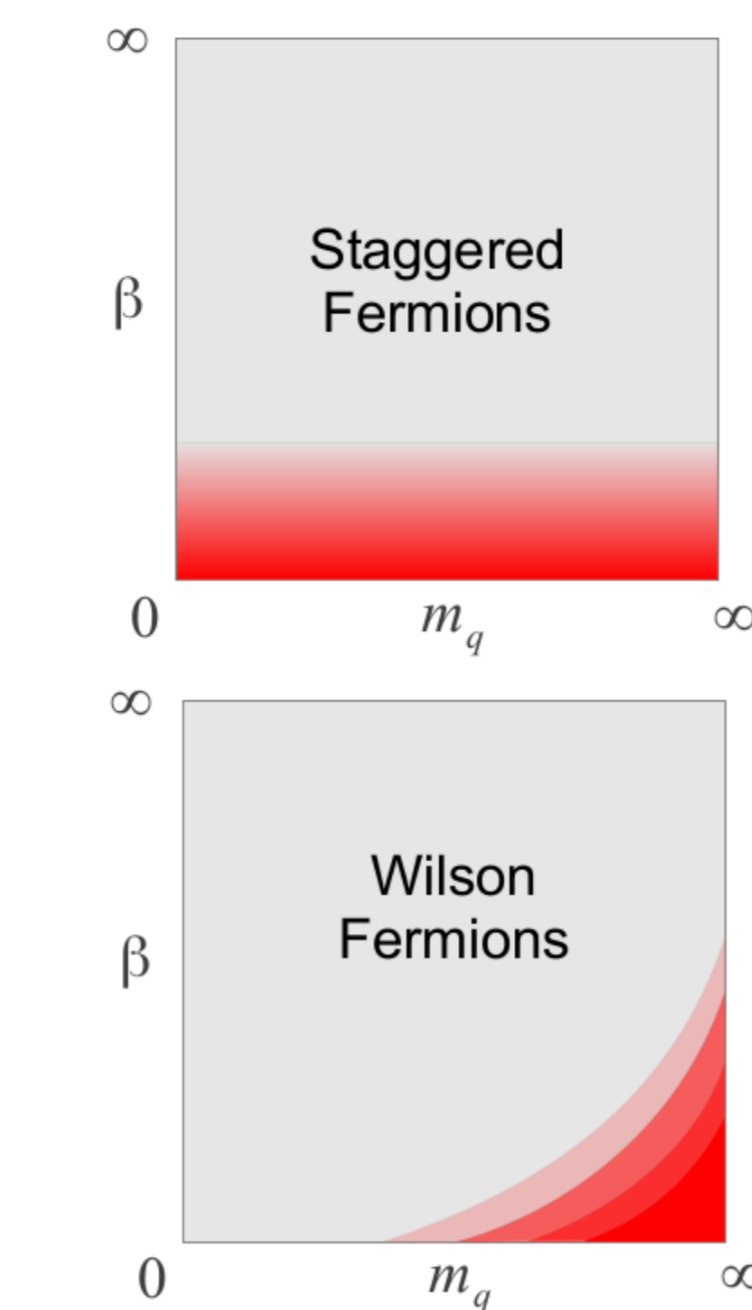 ∞
Staggered
Fermions
β
0
m_q
∞
∞
Wilson
Fermions
β
0
m_q
∞